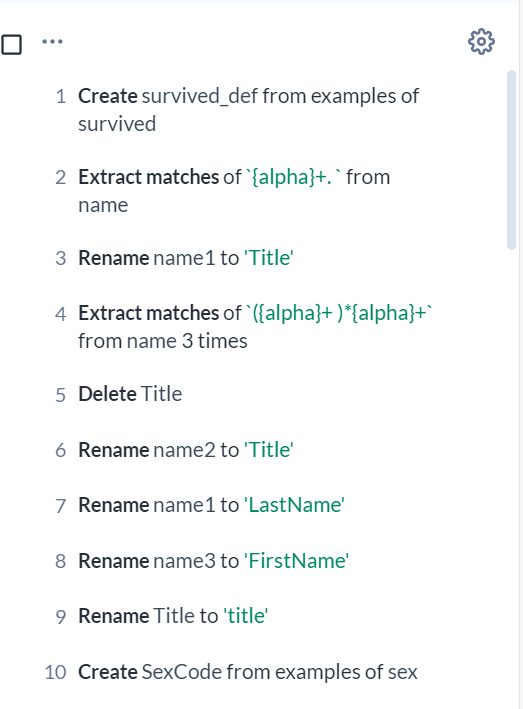 1 Create survived_def from examples of
survived
2 Extract matches of `{alpha}+. ` from
name
3 Rename name1 to 'Title'
4 Extract matches of `({alpha}+ )*{alpha}+`
from name 3 times
5 Delete Title
6 Rename name2 to 'Title'
7 Rename name1 to 'LastName'
8 Rename name3 to 'FirstName'
9 Rename Title to 'title'
10 Create SexCode from examples of sex